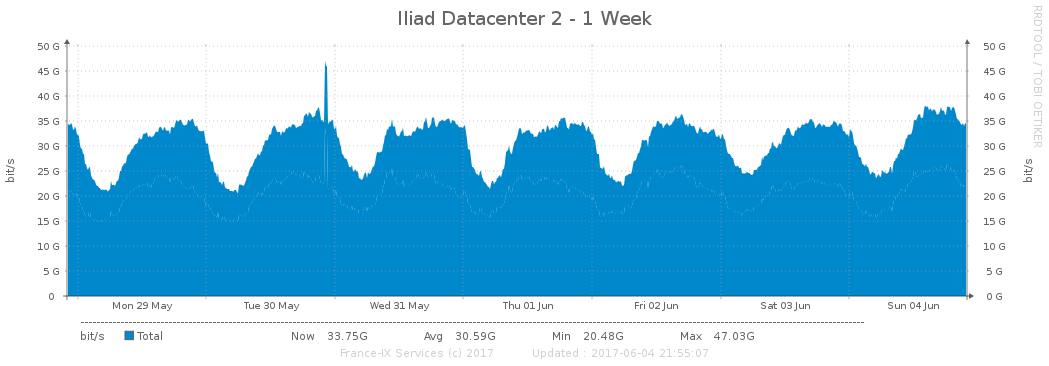 Iliad Datacenter 2 - 1 Week
RRDTOOL / TOBI OETIKER
50 G 50 G
45 G 45 G
40 G 40 G
35 G 35 G
30 G 30 G
25 G 25 G
20 G 20 G
15 G 15 G
10 G 10 G
5 G 5 G
0 0 G
bit/s bit/s
Mon 29 May Tue 30 May Wed 31 May Thu 01 Jun Fri 02 Jun Sat 03 Jun Sun 04 Jun
bit/s Total Now 33.75G Avg 30.59G Min 20.48G Max 47.03G
France-IX Services (c) 2017 Updated : 2017-06-04 21:55:07